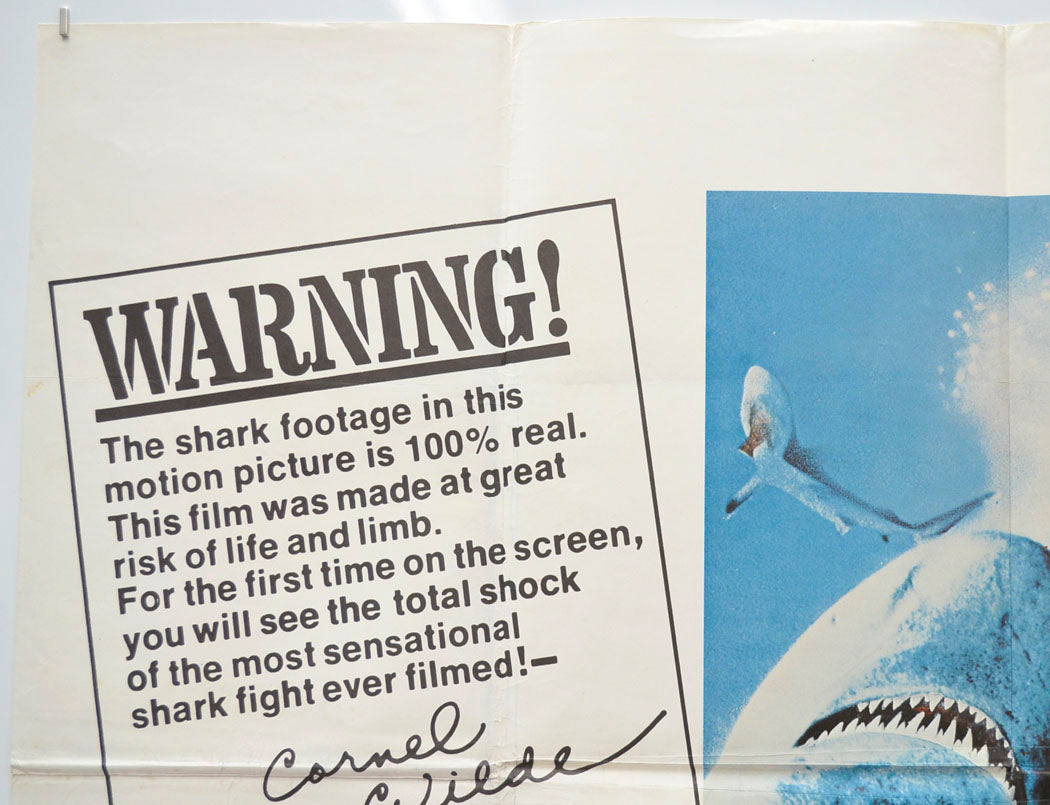 WARNING!
The shark footage in this
motion picture is 100% real.
This film was made at great
risk of life and limb.
For the first time on the screen,
you will see the total shock
of the most sensational
shark fight ever filmed!—
Cornel
Wilde